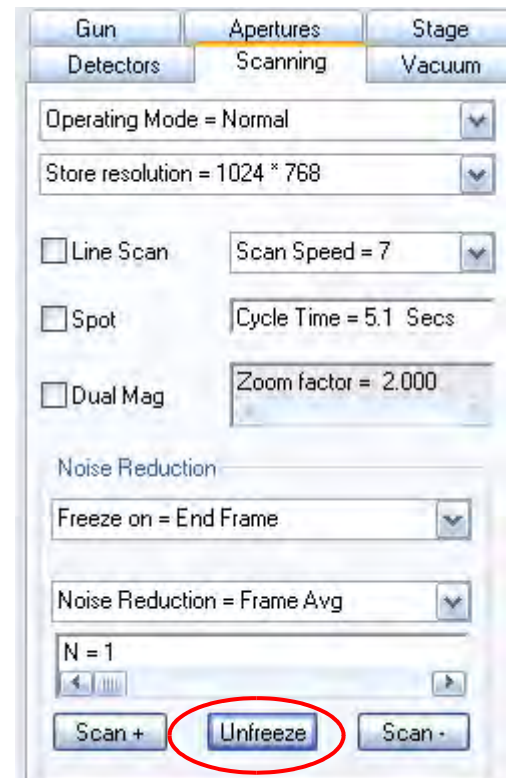 Gun Apertures Stage
Detectors Scanning Vacuum
Operating Mode = Normal
Store resolution = 1024 * 768
Line Scan Scan Speed = 7
Spot Cycle Time = 5.1 Secs
Dual Mag Zoom factor = 2.000
Noise Reduction
Freeze on = End Frame
Noise Reduction = Frame Avg
N = 1
Scan + Unfreeze Scan -